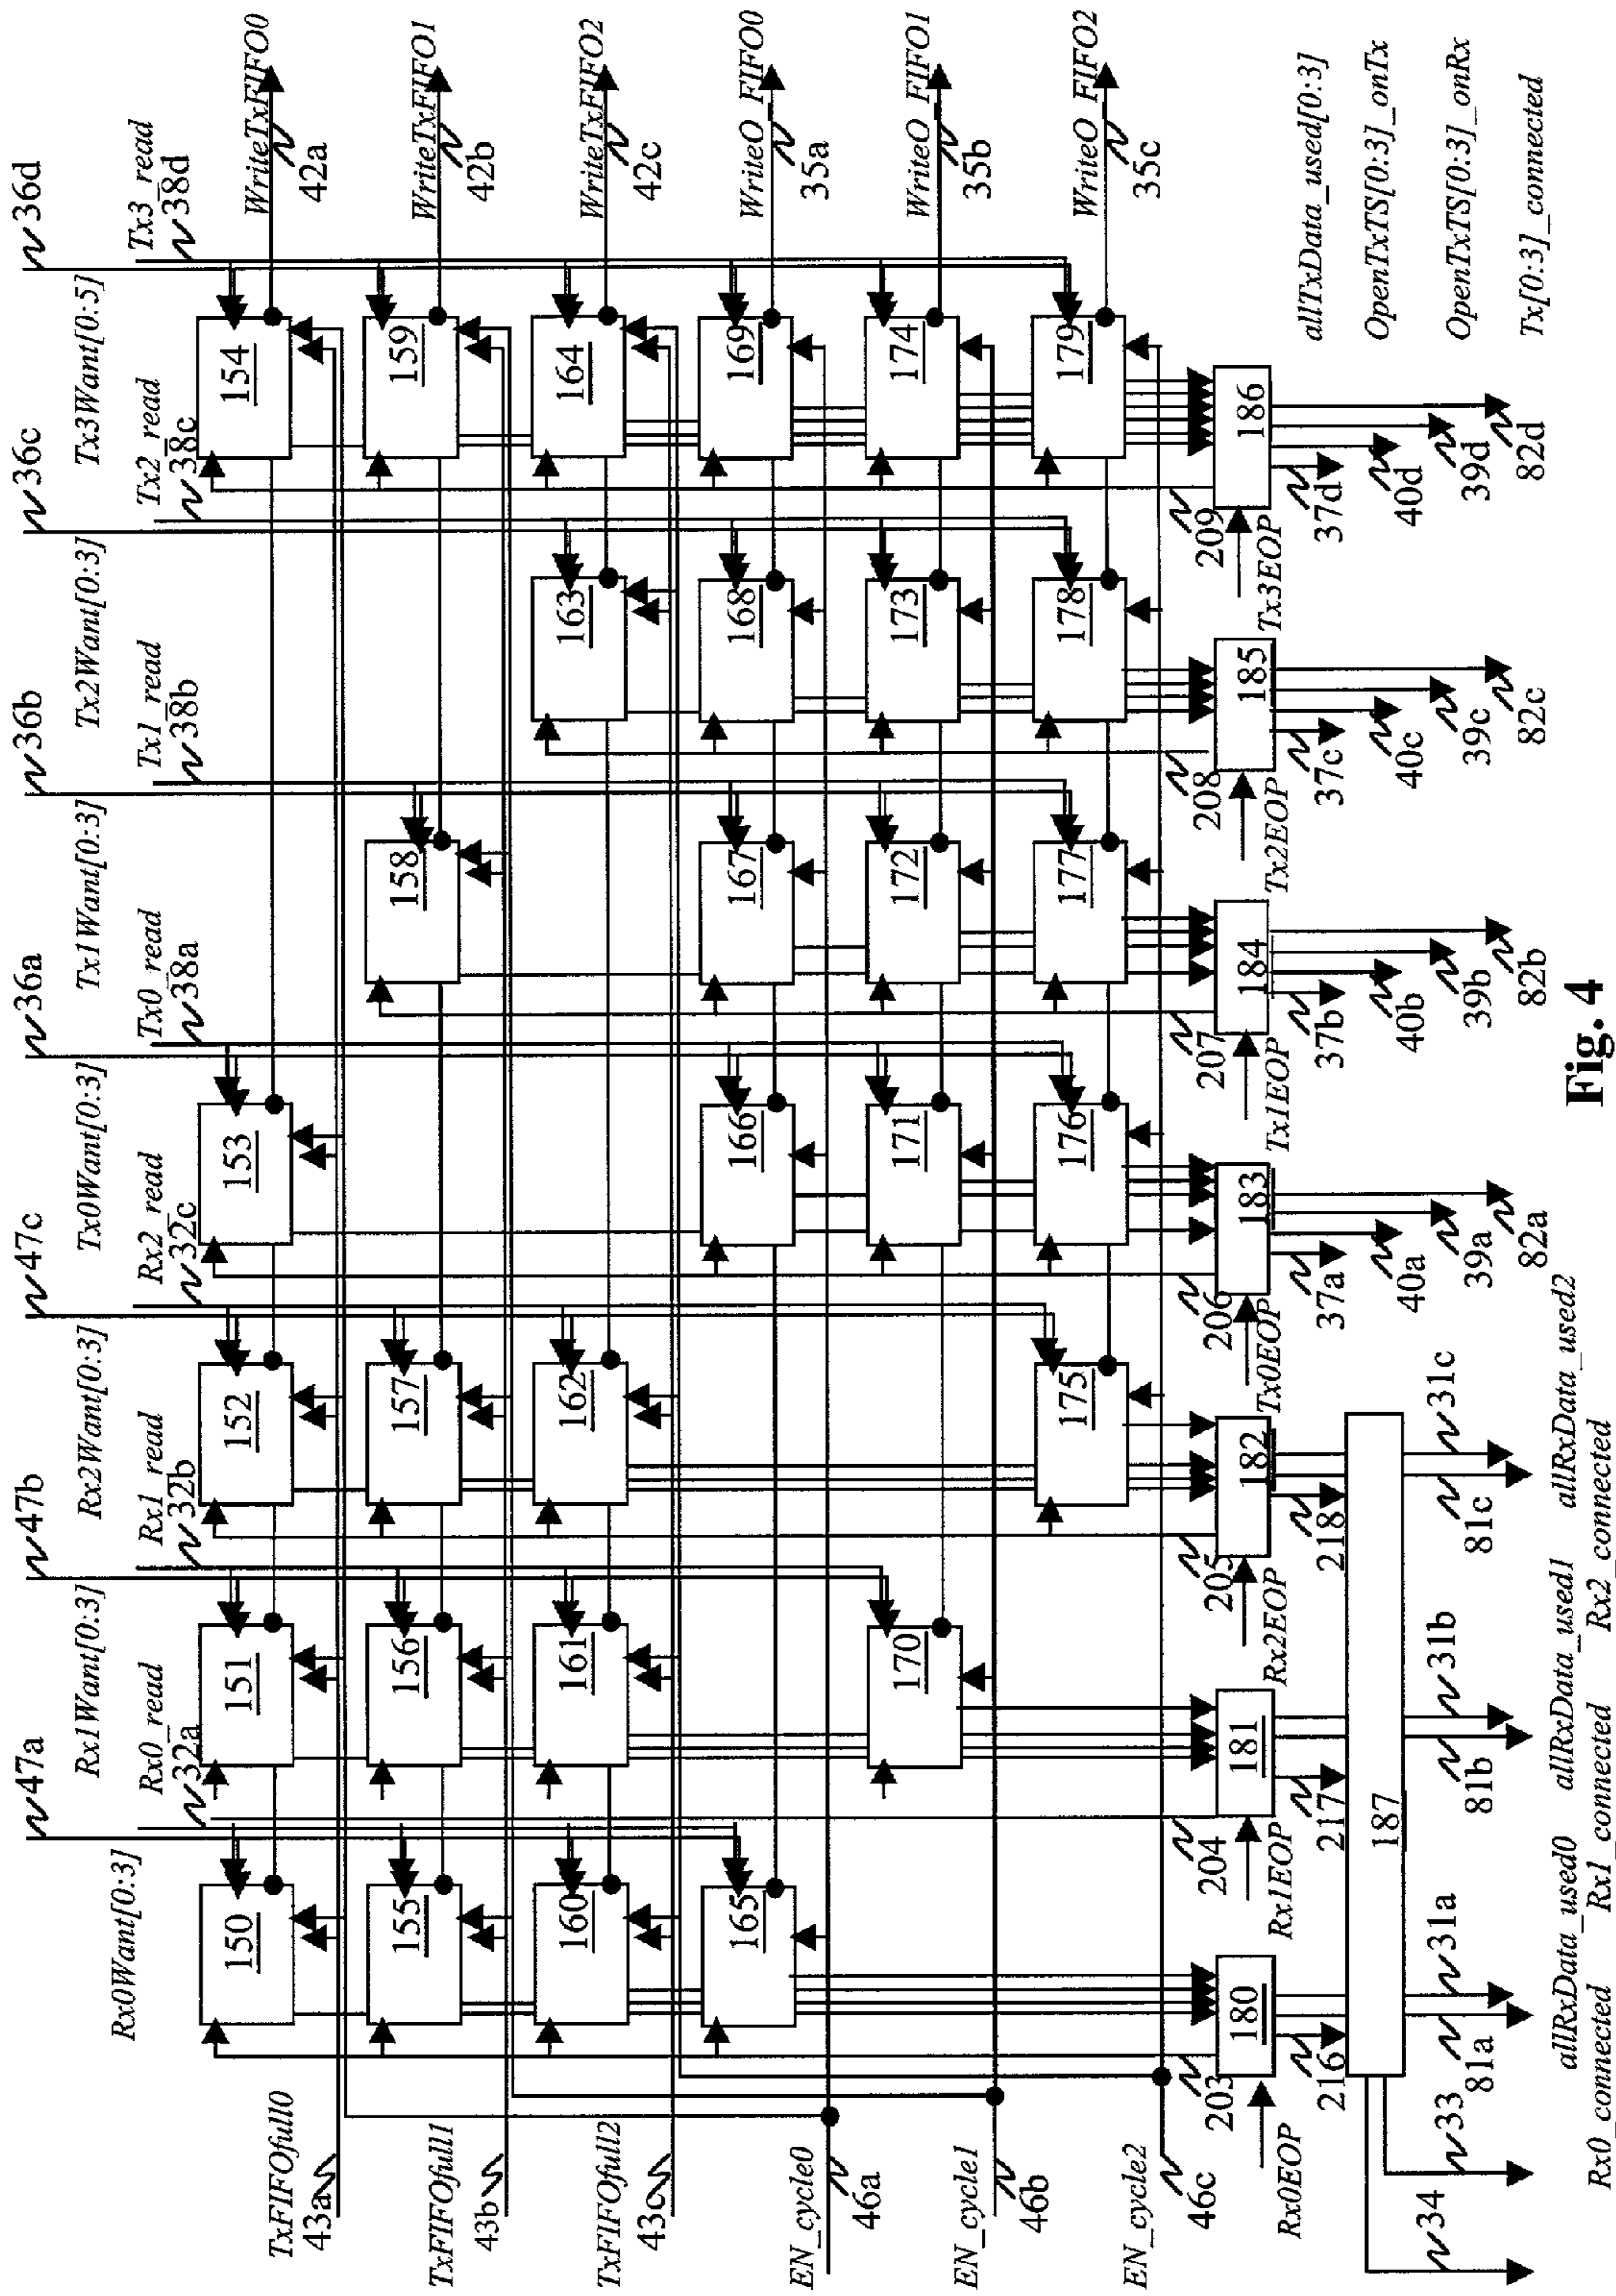 47a
47b
47c
36a
36b
36c
36d
Rx0Want[0:3]
Rx1Want[0:3]
Rx2Want[0:3]
Tx0Want[0:3]
Tx1Want[0:3]
Tx2Want[0:3]
Tx3Want[0:5]
Rx0_read
32a
Rx1_read
32b
Rx2_read
32c
Tx0_read
38a
Tx1_read
38b
Tx2_read
38c
Tx3_read
38d
150
151
152
153
154
WriteTxFIFO0
42a
TxFIFOfull0
43a
155
156
157
158
159
WriteTxFIFO1
42b
TxFIFOfull1
43b
160
161
162
163
164
WriteTxFIFO2
42c
TxFIFOfull2
43c
165
166
167
168
169
WriteO_FIFO0
35a
EN_cycle0
46a
170
171
172
173
174
WriteO_FIFO1
35b
EN_cycle1
46b
175
176
177
178
179
WriteO_FIFO2
35c
EN_cycle2
46c
203
204
205
206
207
208
209
180
181
182
183
184
185
186
Rx0EOP
Rx1EOP
Rx2EOP
Tx0EOP
Tx1EOP
Tx2EOP
Tx3EOP
216
217
218
37a
37b
37c
37d
187
40a
40b
40c
40d
34
33
81a
31a
81b
31b
81c
31c
39a
39b
39c
39d
82a
82b
82c
82d
allTxData_used[0:3]
OpenTxTS[0:3]_onTx
OpenTxTS[0:3]_onRx
Tx[0:3]_connected
allRxData_used0
allRxData_used1
allRxData_used2
Rx0_connected
Rx1_connected
Rx2_connected
Fig. 4